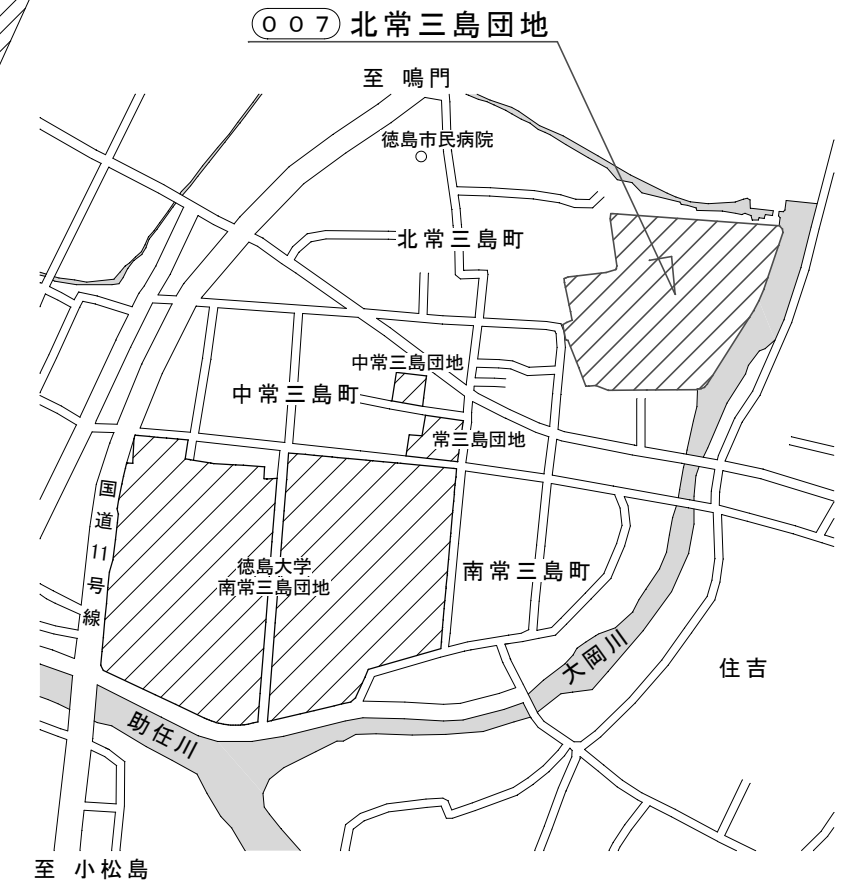 007 北常三島団地
至 鳴門
徳島市民病院
北常三島町
中常三島団地
中常三島町
常三島団地
国道11号線
徳島大学
南常三島団地
南常三島町
大岡川
住吉
助任川
至 小松島